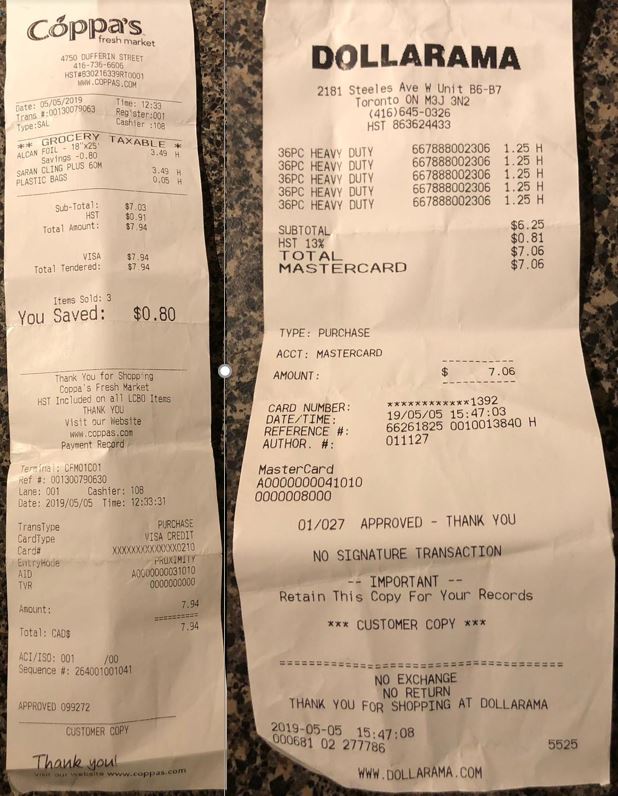 Coppa's
fresh market
4750 DUFFERIN STREET
416-736-6606
HST#830216339RT0001
WWW.COPPAS.COM
Date: 05/05/2019 Time: 12:33
Trans #:00130079063 Register:001
Type:SAL Cashier :108
** GROCERY TAXABLE *
ALCAN FOIL - 18"x25' 3.49 H
Savings -0.80
SARAN CLING PLUS 60M 3.49 H
PLASTIC BAGS 0.05 H
Sub-Total: $7.03
HST $0.91
Total Amount: $7.94
VISA $7.94
Total Tendered: $7.94
Items Sold: 3
You Saved: $0.80
Thank You for Shopping
Coppa's Fresh Market
HST Included on all LCBO Items
THANK YOU
Visit our Website
www.coppas.com
Payment Record
Terminal: CFM01C01
Ref #: 001300790630
Lane: 001 Cashier: 108
Date: 2019/05/05 Time: 12:33:31
TransType PURCHASE
CardType VISA CREDIT
Card# XXXXXXXXXXXXXX0210
EntryMode PROXIMITY
AID A0000000031010
TVR 0000000000
Amount: 7.94
==========
Total: CAD$ 7.94
ACI/ISO: 001 /00
Sequence #: 264001001041
APPROVED 099272
CUSTOMER COPY
Thank you!
Visit our website www.coppas.com
DOLLARAMA
2181 Steeles Ave W Unit B6-B7
Toronto ON M3J 3N2
(416)645-0326
HST 863624433
36PC HEAVY DUTY 667888002306 1.25 H
36PC HEAVY DUTY 667888002306 1.25 H
36PC HEAVY DUTY 667888002306 1.25 H
36PC HEAVY DUTY 667888002306 1.25 H
36PC HEAVY DUTY 667888002306 1.25 H
SUBTOTAL $6.25
HST 13% $0.81
TOTAL $7.06
MASTERCARD $7.06
TYPE: PURCHASE
ACCT: MASTERCARD
AMOUNT: $ 7.06
CARD NUMBER: ************1392
DATE/TIME: 19/05/05 15:47:03
REFERENCE #: 66261825 0010013840 H
AUTHOR. #: 011127
MasterCard
A0000000041010
0000008000
01/027 APPROVED - THANK YOU
NO SIGNATURE TRANSACTION
-- IMPORTANT --
Retain This Copy For Your Records
*** CUSTOMER COPY ***
======================================
NO EXCHANGE
NO RETURN
THANK YOU FOR SHOPPING AT DOLLARAMA
2019-05-05 15:47:08
000681 02 277786 5525
WWW.DOLLARAMA.COM